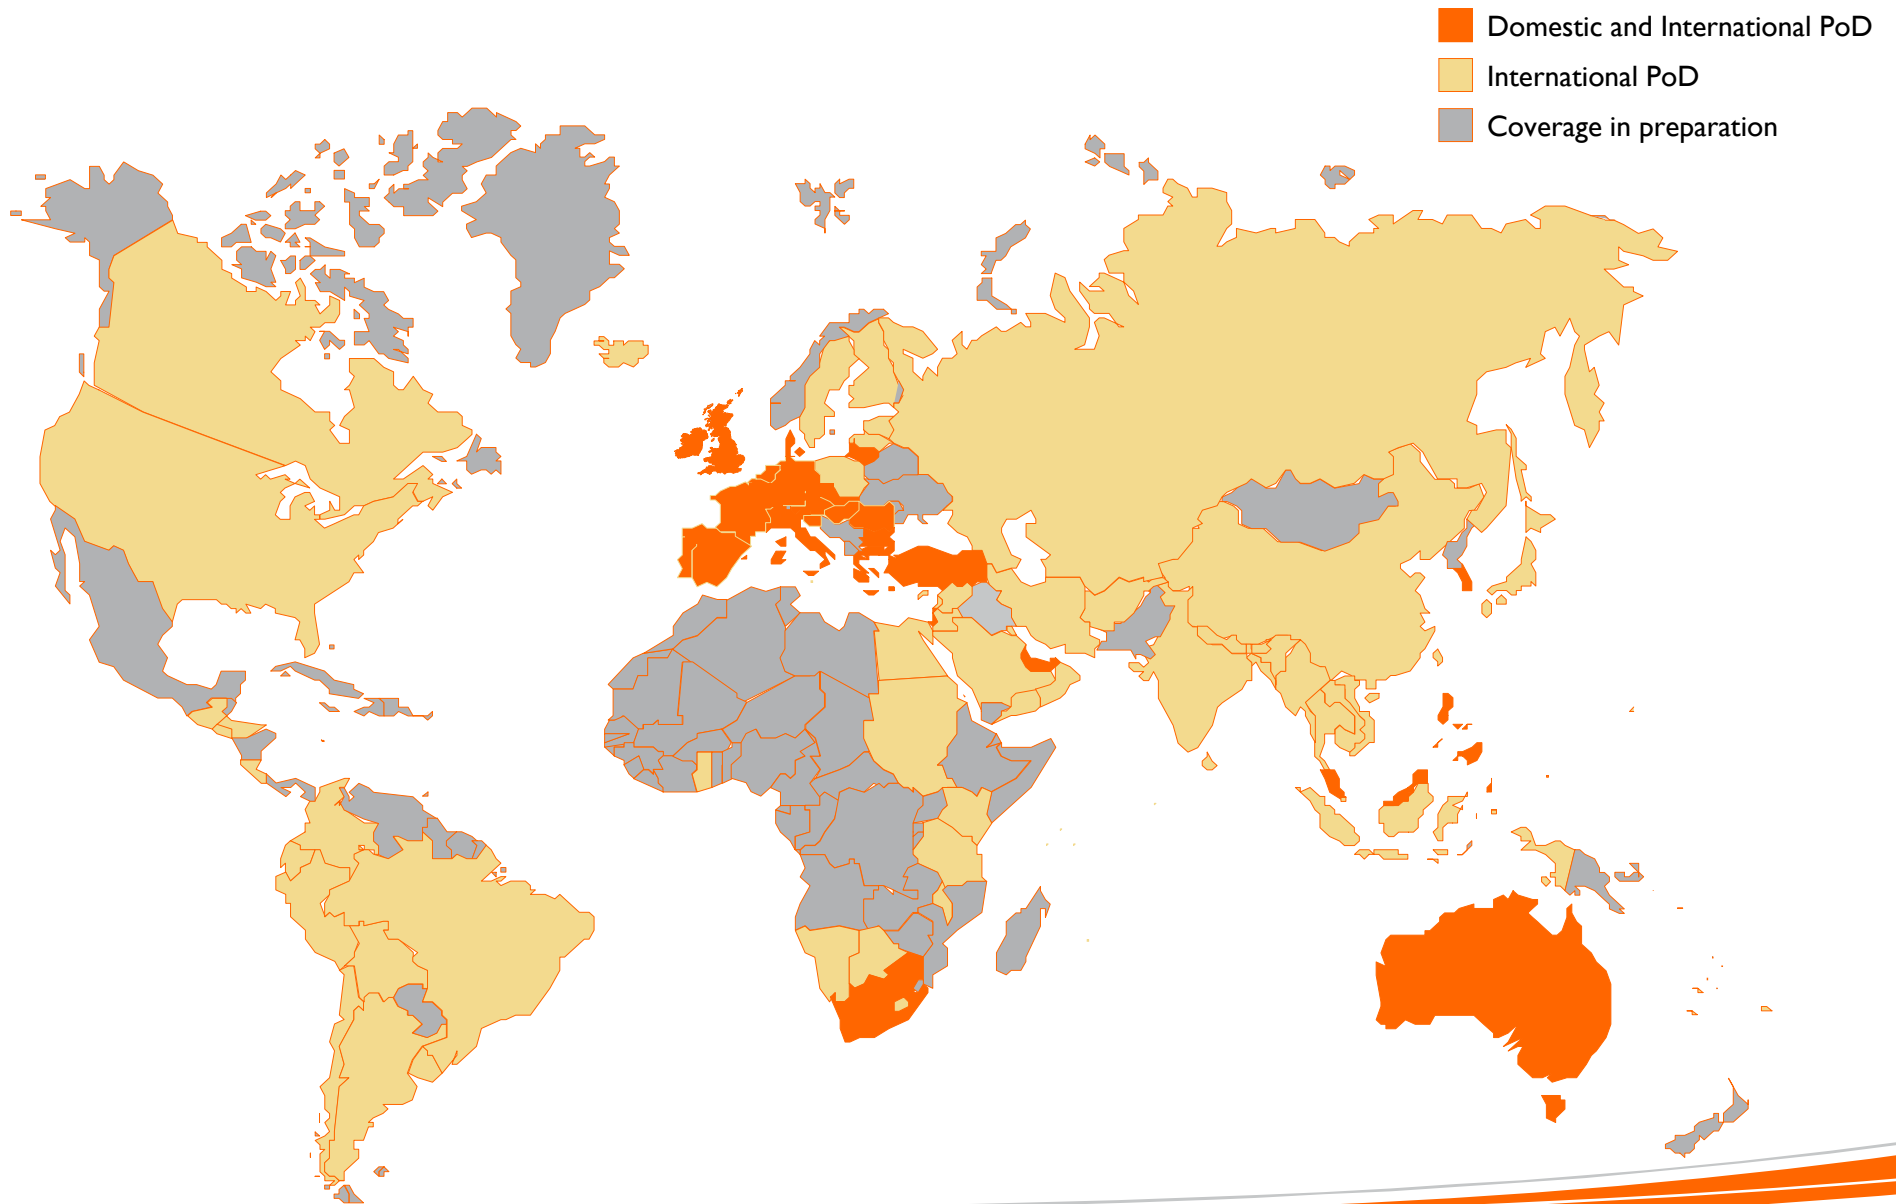 Domestic and International PoD
International PoD
Coverage in preparation